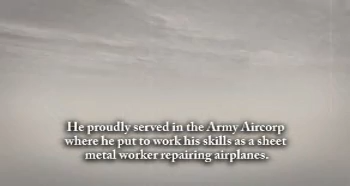 He proudly served in the Army Aircorp
where he put to work his skills as a sheet
metal worker repairing airplanes.